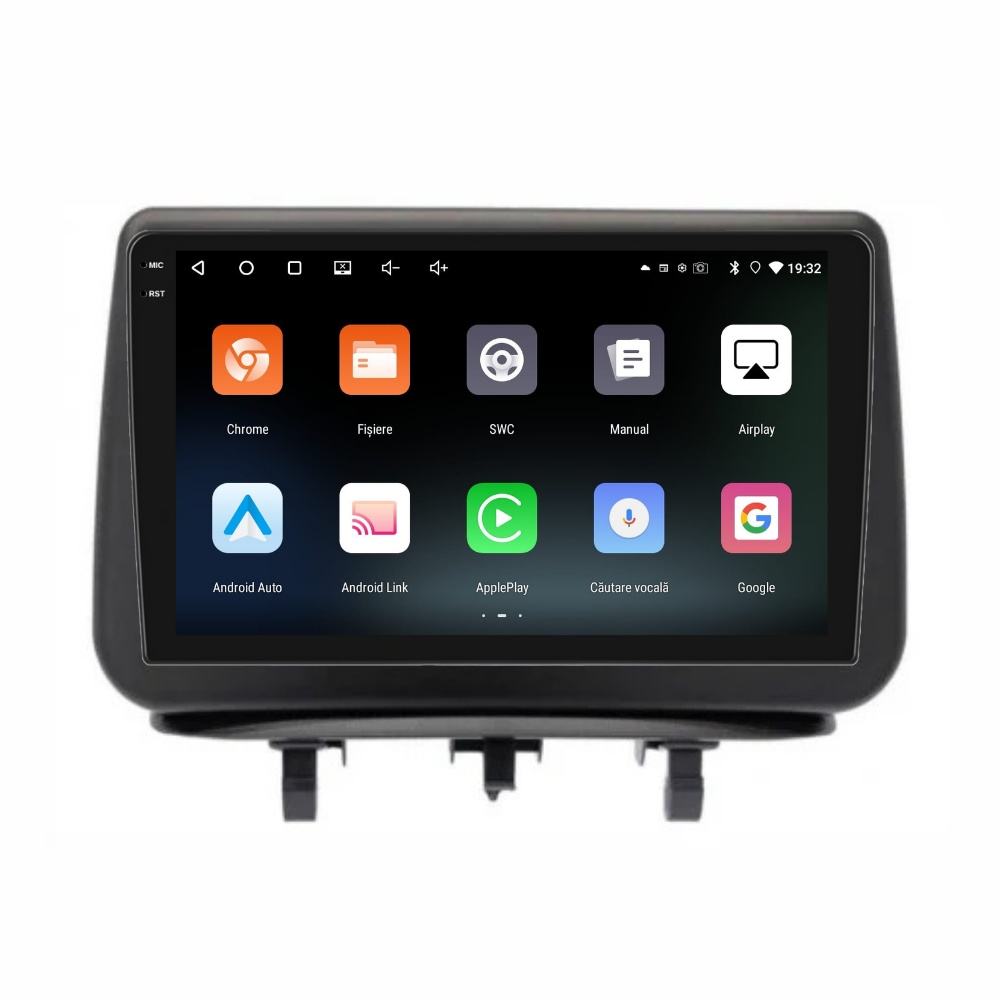 MIC
19:32
RST
Chrome
Fișiere
SWC
Manual
Airplay
Android Auto
Android Link
ApplePlay
Căutare vocală
Google